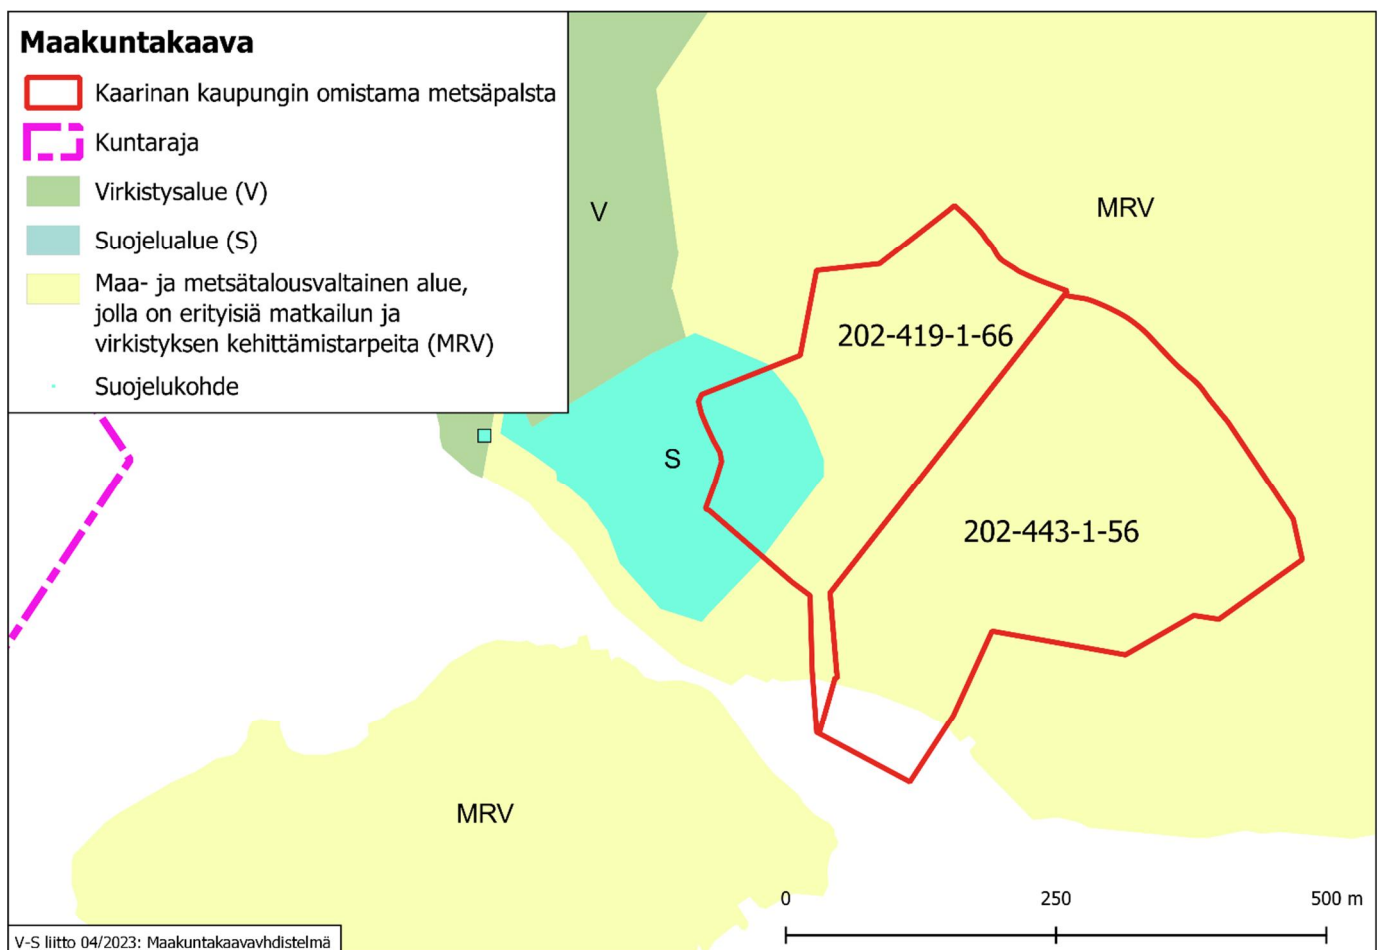 Maakuntakaava
Kaarinan kaupungin omistama metsäpalsta
Kuntaraja
Virkistysalue (V)
Suojelualue (S)
Maa- ja metsätalousvaltainen alue,
jolla on erityisiä matkailun ja
virkistyksen kehittämistarpeita (MRV)
Suojelukohde
V
MRV
202-419-1-66
S
202-443-1-56
MRV
0 250 500 m
V-S liitto 04/2023: Maakuntakaavayhdistelmä